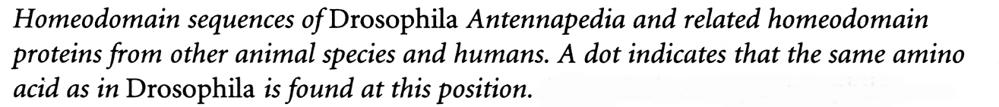 Homeodomain sequences of Drosophila Antennapedia and related homeodomain
proteins from other animal species and humans. A dot indicates that the same amino
acid as in Drosophila is found at this position.